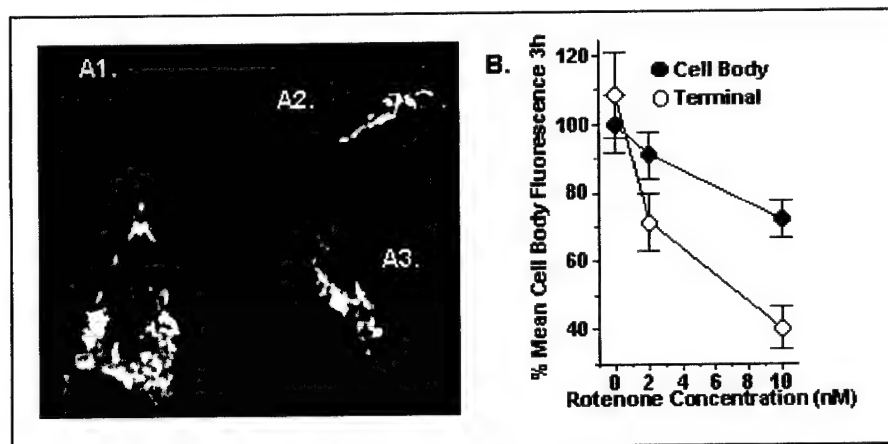 A1.
A2.
A3.
B.
% Mean Cell Body Fluorescence 3h
120
100
80
60
40
Cell Body
Terminal
0 2 4 6 8 10
Rotenone Concentration (nM)